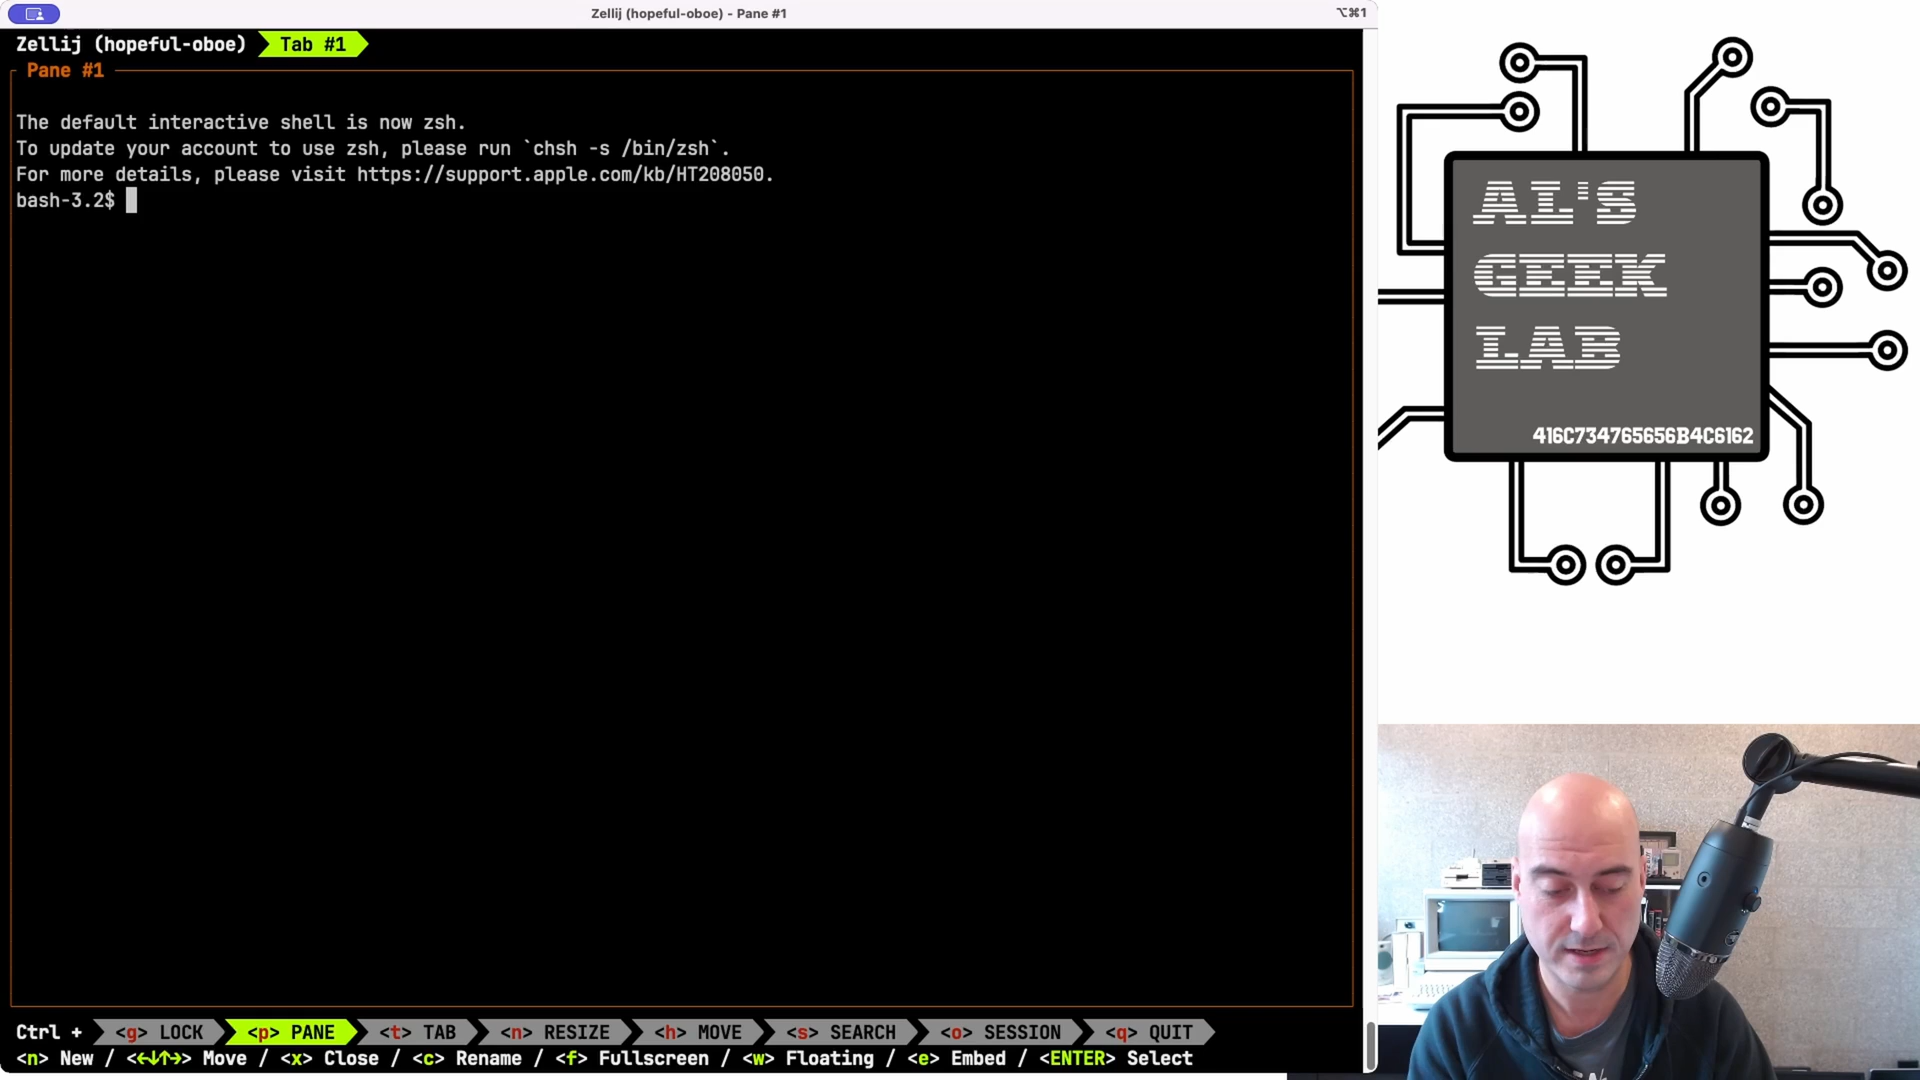 Zellij (hopeful-oboe) - Pane #1
⌥⌘1
Zellij (hopeful-oboe) Tab #1
Pane #1
The default interactive shell is now zsh.
To update your account to use zsh, please run `chsh -s /bin/zsh`.
For more details, please visit https://support.apple.com/kb/HT208050.
bash-3.2$
Ctrl + <g> LOCK <p> PANE <t> TAB <n> RESIZE <h> MOVE <s> SEARCH <o> SESSION <q> QUIT
<n> New / <←↓↑→> Move / <x> Close / <c> Rename / <f> Fullscreen / <w> Floating / <e> Embed / <ENTER> Select
AL'S
GEEK
LAB
416C734765656B4C6162